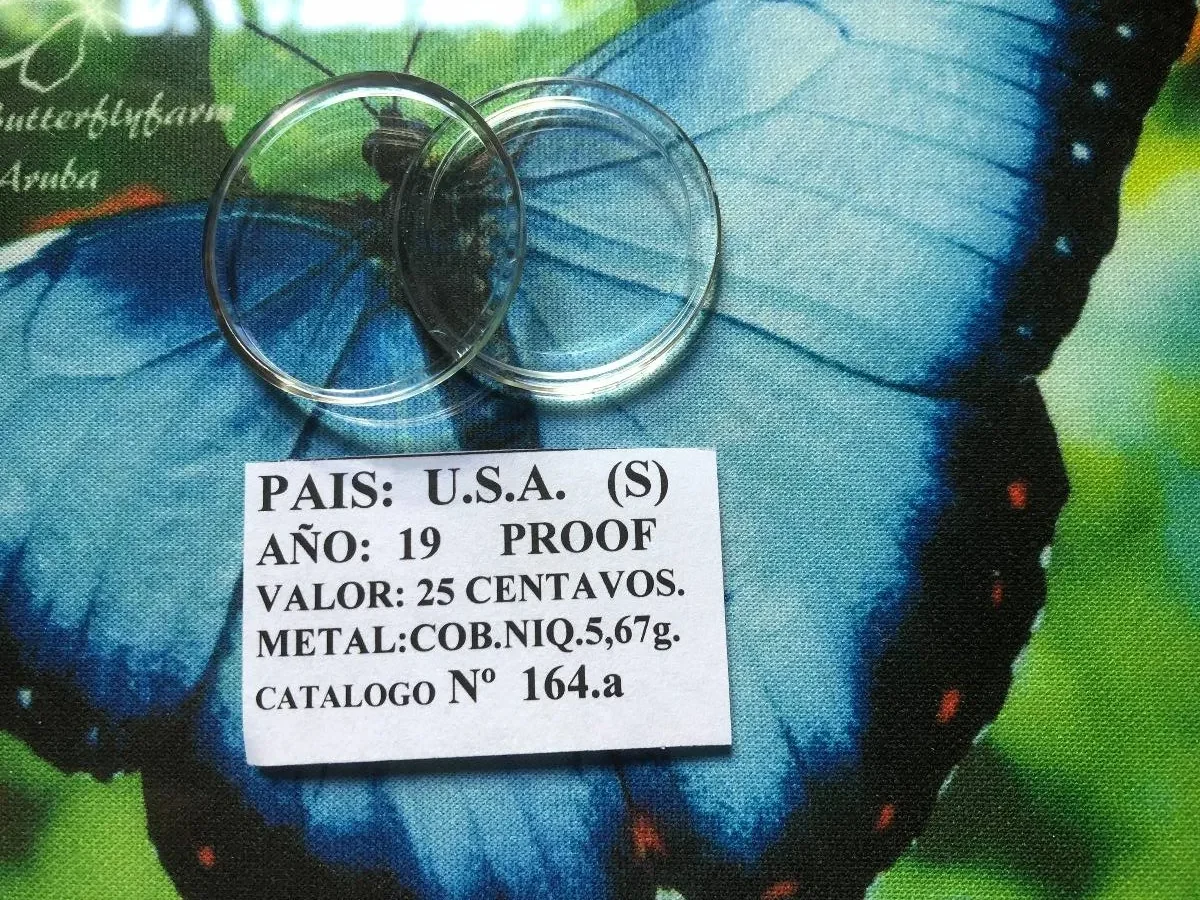 Butterflyfarm
Aruba
PAIS: U.S.A. (S)
AÑO: 19 PROOF
VALOR: 25 CENTAVOS.
METAL:COB.NIQ.5,67g.
CATALOGO Nº 164.a